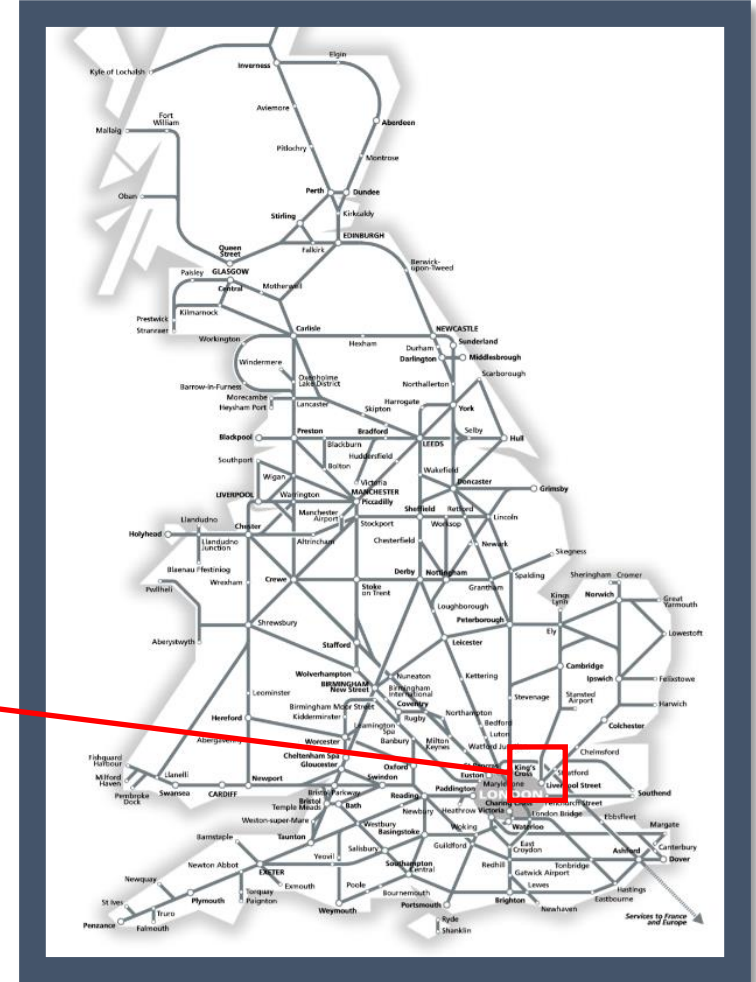 Elgin
Inverness
Kyle of Lochalsh
Aviemore
Fort
William
Mallaig
Aberdeen
Pitlochry
Montrose
Perth
Dundee
Oban
Stirling
Kirkcaldy
EDINBURGH
Queen
Street
Falkirk
Berwick-
upon-Tweed
Paisley
GLASGOW
Central
Motherwell
Kilmarnock
Prestwick
Stranraer
Carlisle
NEWCASTLE
Workington
Hexham
Sunderland
Durham
Darlington
Middlesbrough
Windermere
Oxenholme
Lake District
Scarborough
Barrow-in-Furness
Northallerton
Morecambe
Heysham Port
Lancaster
Harrogate
Skipton
York
Blackpool
Preston
Bradford
Selby
Blackburn
LEEDS
Hull
Huddersfield
Southport
Bolton
Wakefield
Wigan
Victoria
MANCHESTER
Piccadilly
Doncaster
Grimsby
LIVERPOOL
Warrington
Manchester
Airport
Sheffield
Retford
Lincoln
Llandudno
Stockport
Worksop
Holyhead
Chester
Llandudno
Junction
Altrincham
Chesterfield
Newark
Skegness
Blaenau Ffestiniog
Pwllheli
Wrexham
Crewe
Stoke
on Trent
Derby
Nottingham
Grantham
Spalding
Sheringham
Cromer
Kings
Lynn
Norwich
Great
Yarmouth
Loughborough
Shrewsbury
Peterborough
Ely
Lowestoft
Aberystwyth
Stafford
Leicester
Wolverhampton
BIRMINGHAM
New Street
Nuneaton
Birmingham
International
Kettering
Cambridge
Ipswich
Felixstowe
Leominster
Birmingham Moor Street
Coventry
Stevenage
Stansted
Airport
Harwich
Kidderminster
Rugby
Northampton
Hereford
Leamington
Spa
Bedford
Colchester
Abergavenny
Worcester
Banbury
Milton
Keynes
Luton
Watford Jun
Chelmsford
Fishguard
Harbour
Cheltenham Spa
Gloucester
Oxford
St Pancras
King's
Cross
Stratford
Milford
Haven
Llanelli
Newport
Swindon
Euston
Marylebone
Liverpool Street
Pembroke
Dock
Swansea
CARDIFF
Bristol Parkway
Reading
Paddington
LONDON
Southend
Bristol
Temple Meads
Bath
Newbury
Heathrow
Victoria
Charing Cross
Fenchurch Street
London Bridge
Ebbsfleet
Weston-super-Mare
Westbury
Basingstoke
Woking
Waterloo
Margate
Barnstaple
Taunton
Salisbury
Guildford
East
Croydon
Canterbury
Yeovil
Newton Abbot
EXETER
Southampton
Central
Redhill
Gatwick Airport
Tonbridge
Ashford
Dover
Newquay
Exmouth
Poole
Bournemouth
Lewes
Hastings
St Ives
Plymouth
Torquay
Paignton
Weymouth
Portsmouth
Brighton
Newhaven
Eastbourne
Truro
Penzance
Falmouth
Ryde
Shanklin
Services to France
and Europe